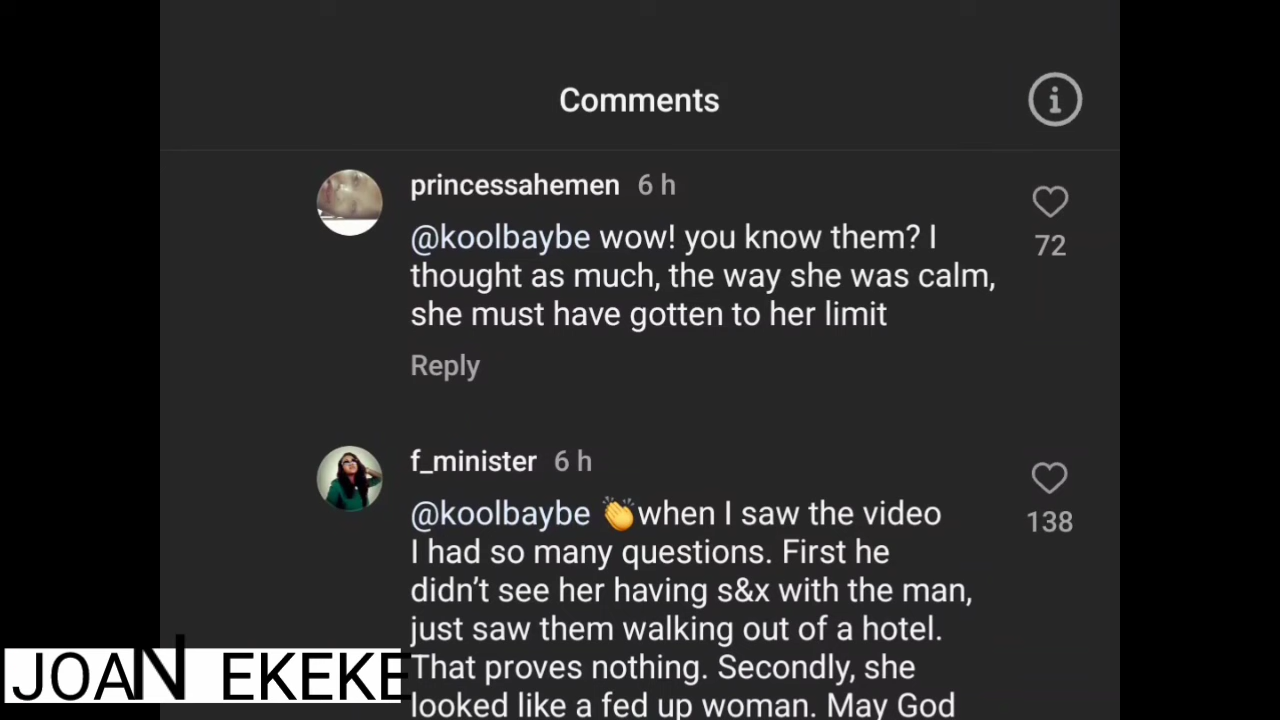 Comments
princessahemen 6 h
@koolbaybe wow! you know them? I
thought as much, the way she was calm,
she must have gotten to her limit
72
Reply
f_minister 6 h
@koolbaybe 👏when I saw the video
I had so many questions. First he
didn't see her having s&x with the man,
just saw them walking out of a hotel.
That proves nothing. Secondly, she
looked like a fed up woman. May God
138
JOAN EKEKE